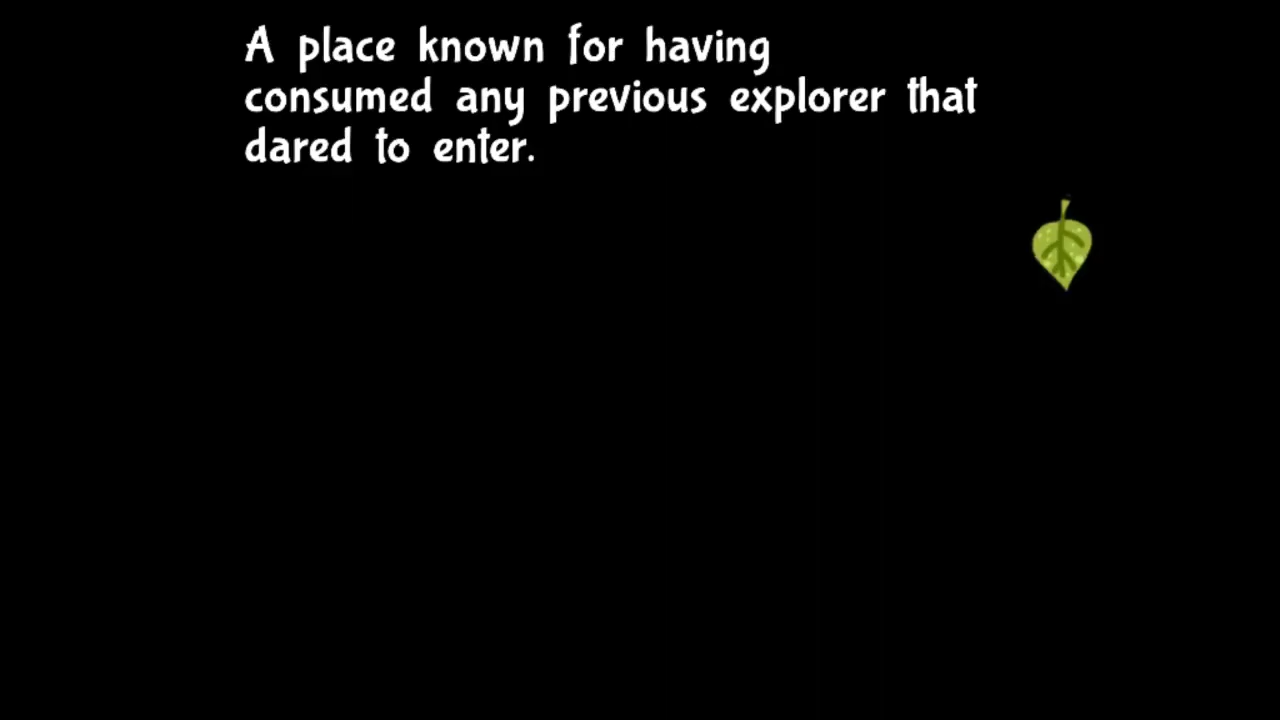 A place known for having
consumed any previous explorer that
dared to enter.